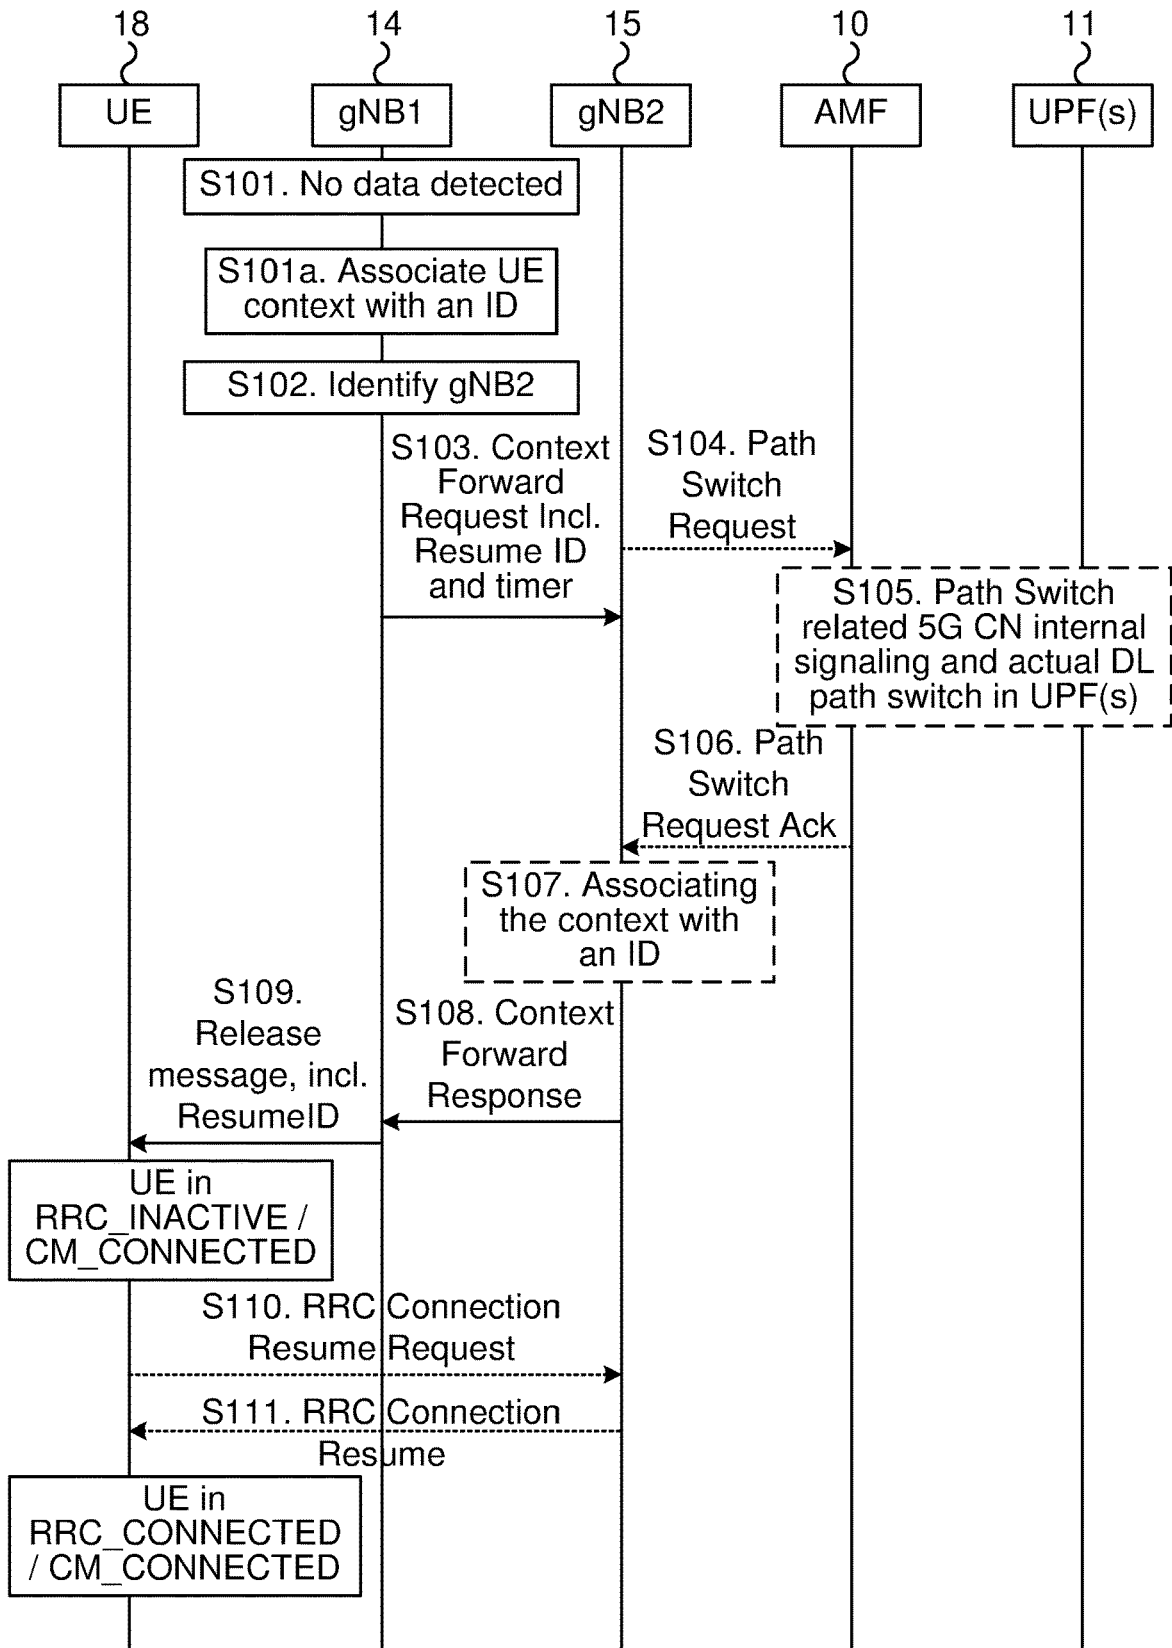 18
14
15
10
11
UE
gNB1
gNB2
AMF
UPF(s)
S101. No data detected
S101a. Associate UE
context with an ID
S102. Identify gNB2
S103. Context
Forward
Request Incl.
Resume ID
and timer
S104. Path
Switch
Request
S105. Path Switch
related 5G CN internal
signaling and actual DL
path switch in UPF(s)
S106. Path
Switch
Request Ack
S107. Associating
the context with
an ID
S108. Context
Forward
Response
S109.
Release
message, incl.
ResumeID
UE in
RRC_INACTIVE /
CM_CONNECTED
S110. RRC Connection
Resume Request
S111. RRC Connection
Resume
UE in
RRC_CONNECTED
/ CM_CONNECTED